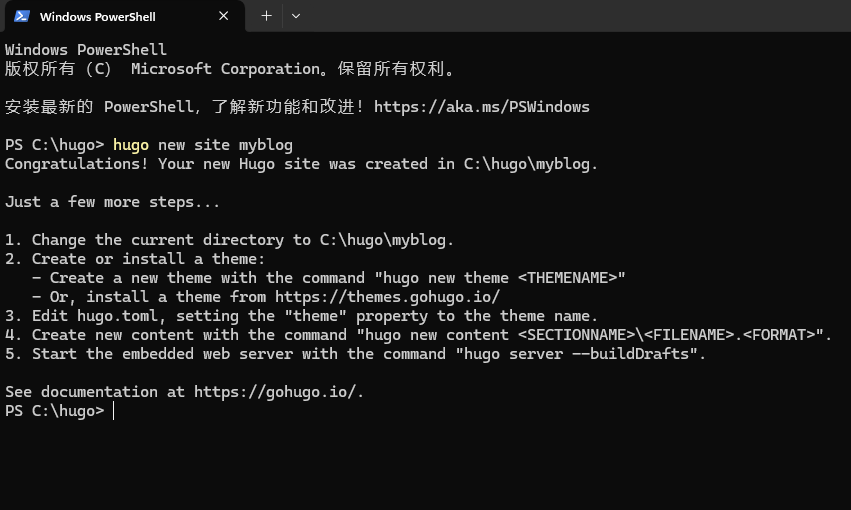 Windows PowerShell
Windows PowerShell
版权所有 (C) Microsoft Corporation。保留所有权利。
安装最新的 PowerShell，了解新功能和改进！https://aka.ms/PSWindows
PS C:\hugo> hugo new site myblog
Congratulations! Your new Hugo site was created in C:\hugo\myblog.
Just a few more steps...
1. Change the current directory to C:\hugo\myblog.
2. Create or install a theme:
   - Create a new theme with the command "hugo new theme <THEMENAME>"
   - Or, install a theme from https://themes.gohugo.io/
3. Edit hugo.toml, setting the "theme" property to the theme name.
4. Create new content with the command "hugo new content <SECTIONNAME>\<FILENAME>.<FORMAT>".
5. Start the embedded web server with the command "hugo server --buildDrafts".
See documentation at https://gohugo.io/.
PS C:\hugo>